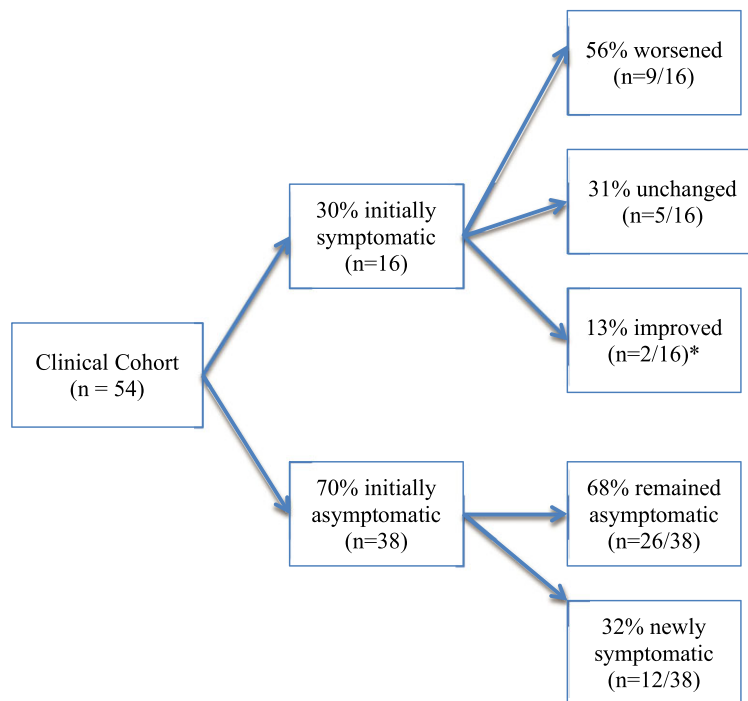 Clinical Cohort
(n = 54)
30% initially
symptomatic
(n=16)
56% worsened
(n=9/16)
31% unchanged
(n=5/16)
13% improved
(n=2/16)*
70% initially
asymptomatic
(n=38)
68% remained
asymptomatic
(n=26/38)
32% newly
symptomatic
(n=12/38)